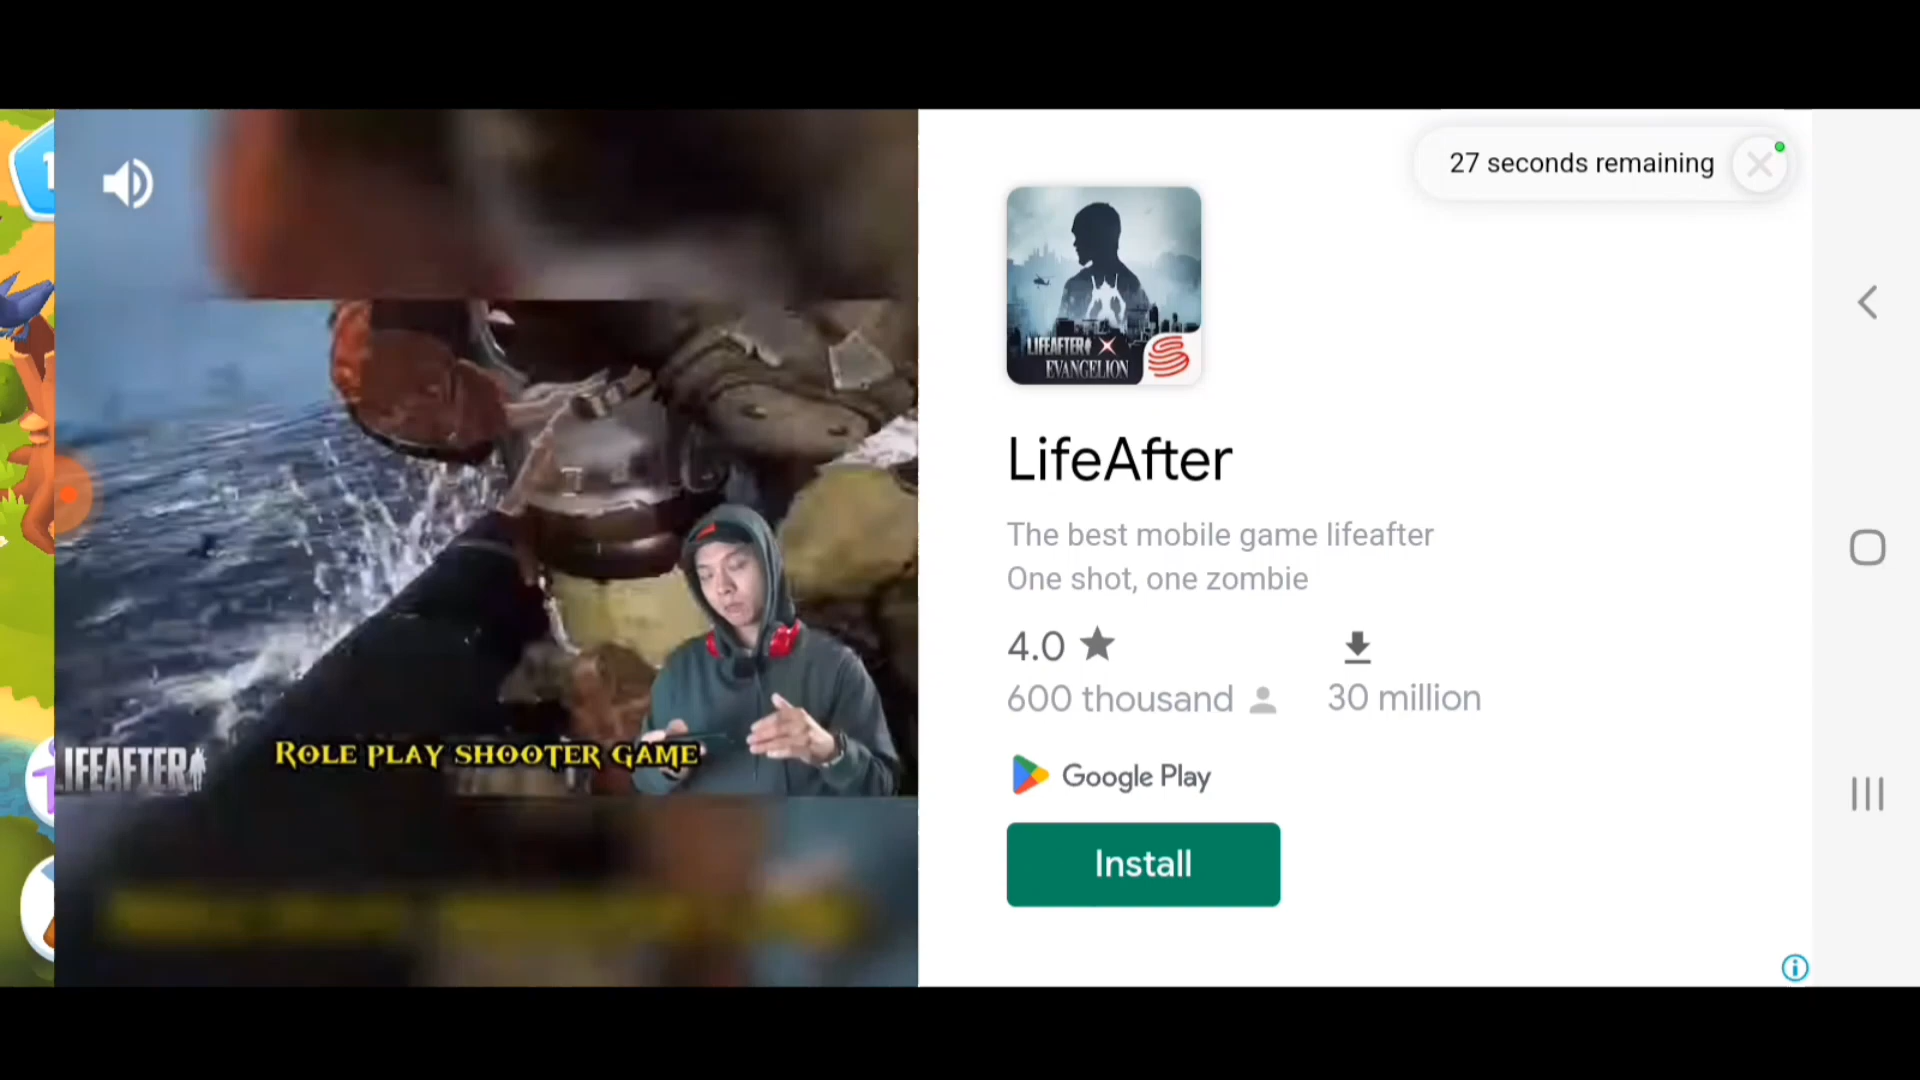 27 seconds remaining
LIFEAFTER X
EVANGELION
LifeAfter
The best mobile game lifeafter
One shot, one zombie
4.0
600 thousand
30 million
LIFEAFTER
ROLE PLAY SHOOTER GAME
Google Play
Install